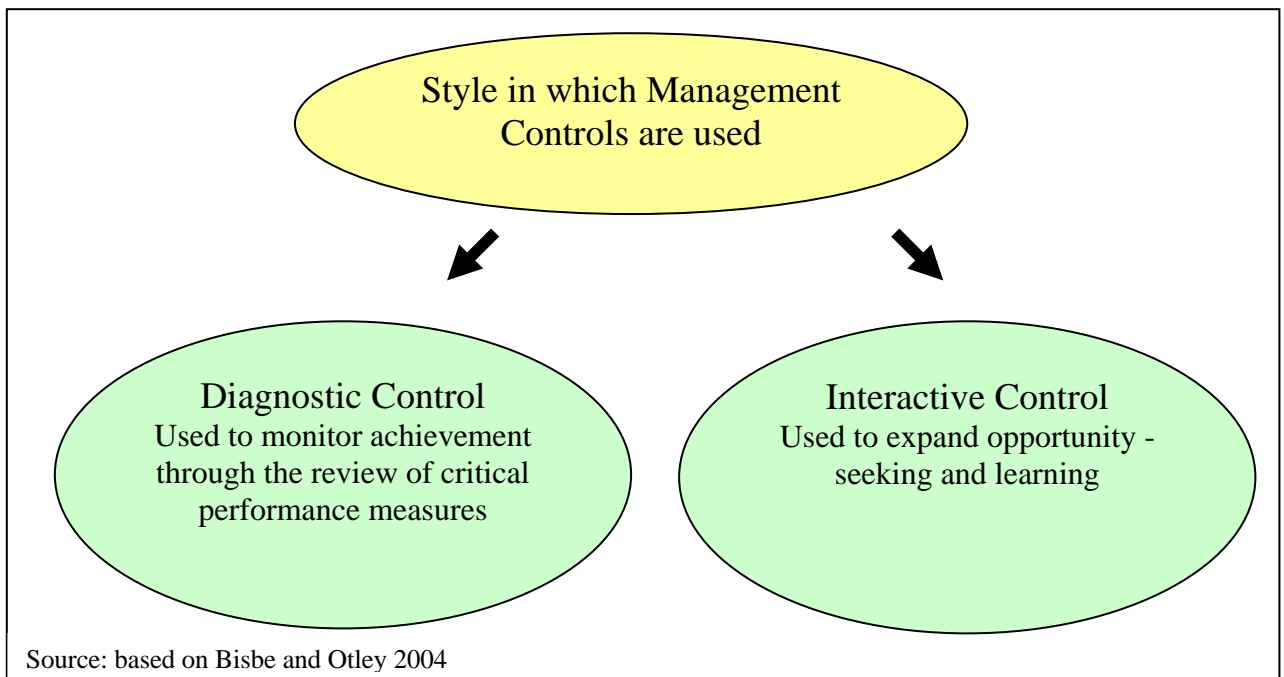 Style in which Management
Controls are used
Diagnostic Control
Used to monitor achievement
through the review of critical
performance measures
Interactive Control
Used to expand opportunity -
seeking and learning
Source: based on Bisbe and Otley 2004